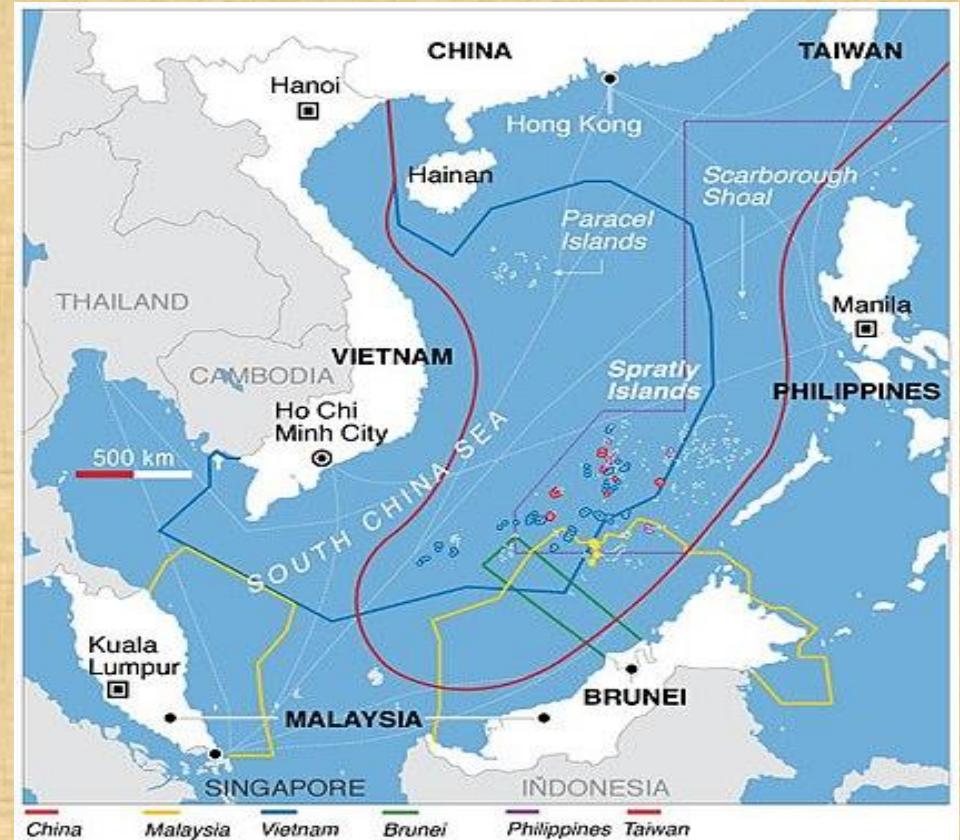 CHINA
TAIWAN
Hanoi
Hong Kong
Hainan
Scarborough
Shoal
Paracel
Islands
THAILAND
Manila
VIETNAM
CAMBODIA
Spratly
Islands
PHILIPPINES
Ho Chi
Minh City
500 km
SOUTH CHINA SEA
Kuala
Lumpur
BRUNEI
MALAYSIA
SINGAPORE
INDONESIA
China
Malaysia
Vietnam
Brunei
Philippines
Taiwan